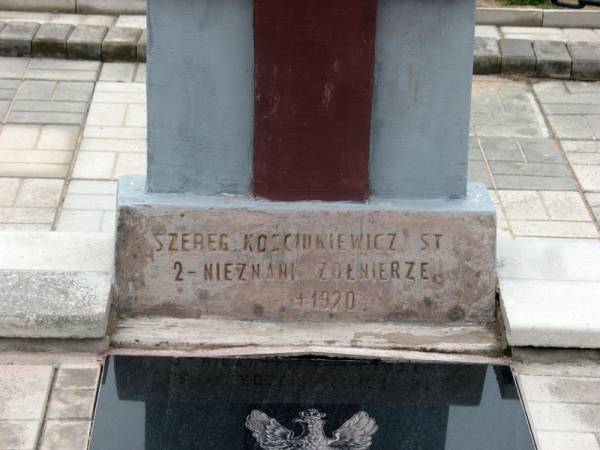 SZEREG. KOŚCIUKIEWICZ ST
2-NIEZNANI ŻOŁNIERZE
+1920